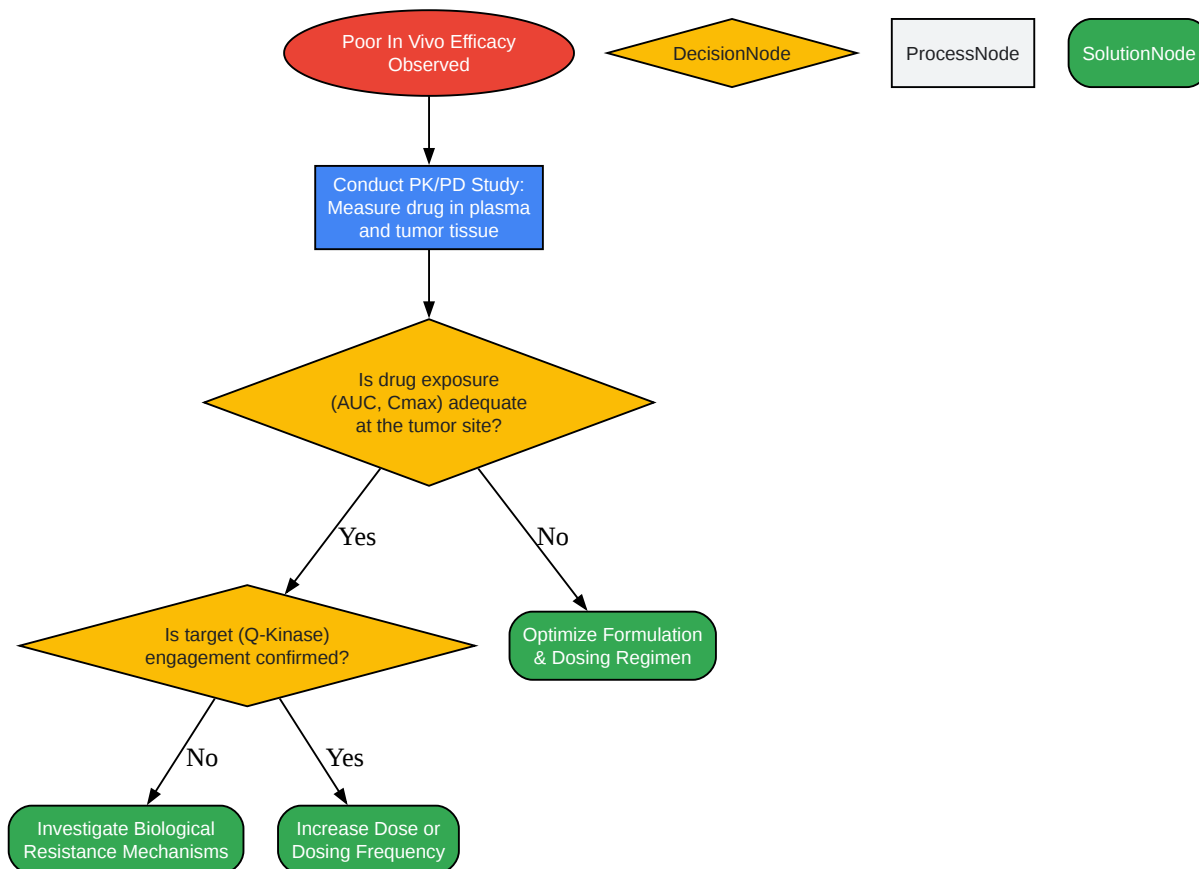 Poor In Vivo Efficacy
Observed
DecisionNode
ProcessNode
SolutionNode
Conduct PK/PD Study:
Measure drug in plasma
and tumor tissue
Is drug exposure
(AUC, Cmax) adequate
at the tumor site?
Yes
No
Is target (Q-Kinase)
engagement confirmed?
Optimize Formulation
& Dosing Regimen
No
Yes
Investigate Biological
Resistance Mechanisms
Increase Dose or
Dosing Frequency